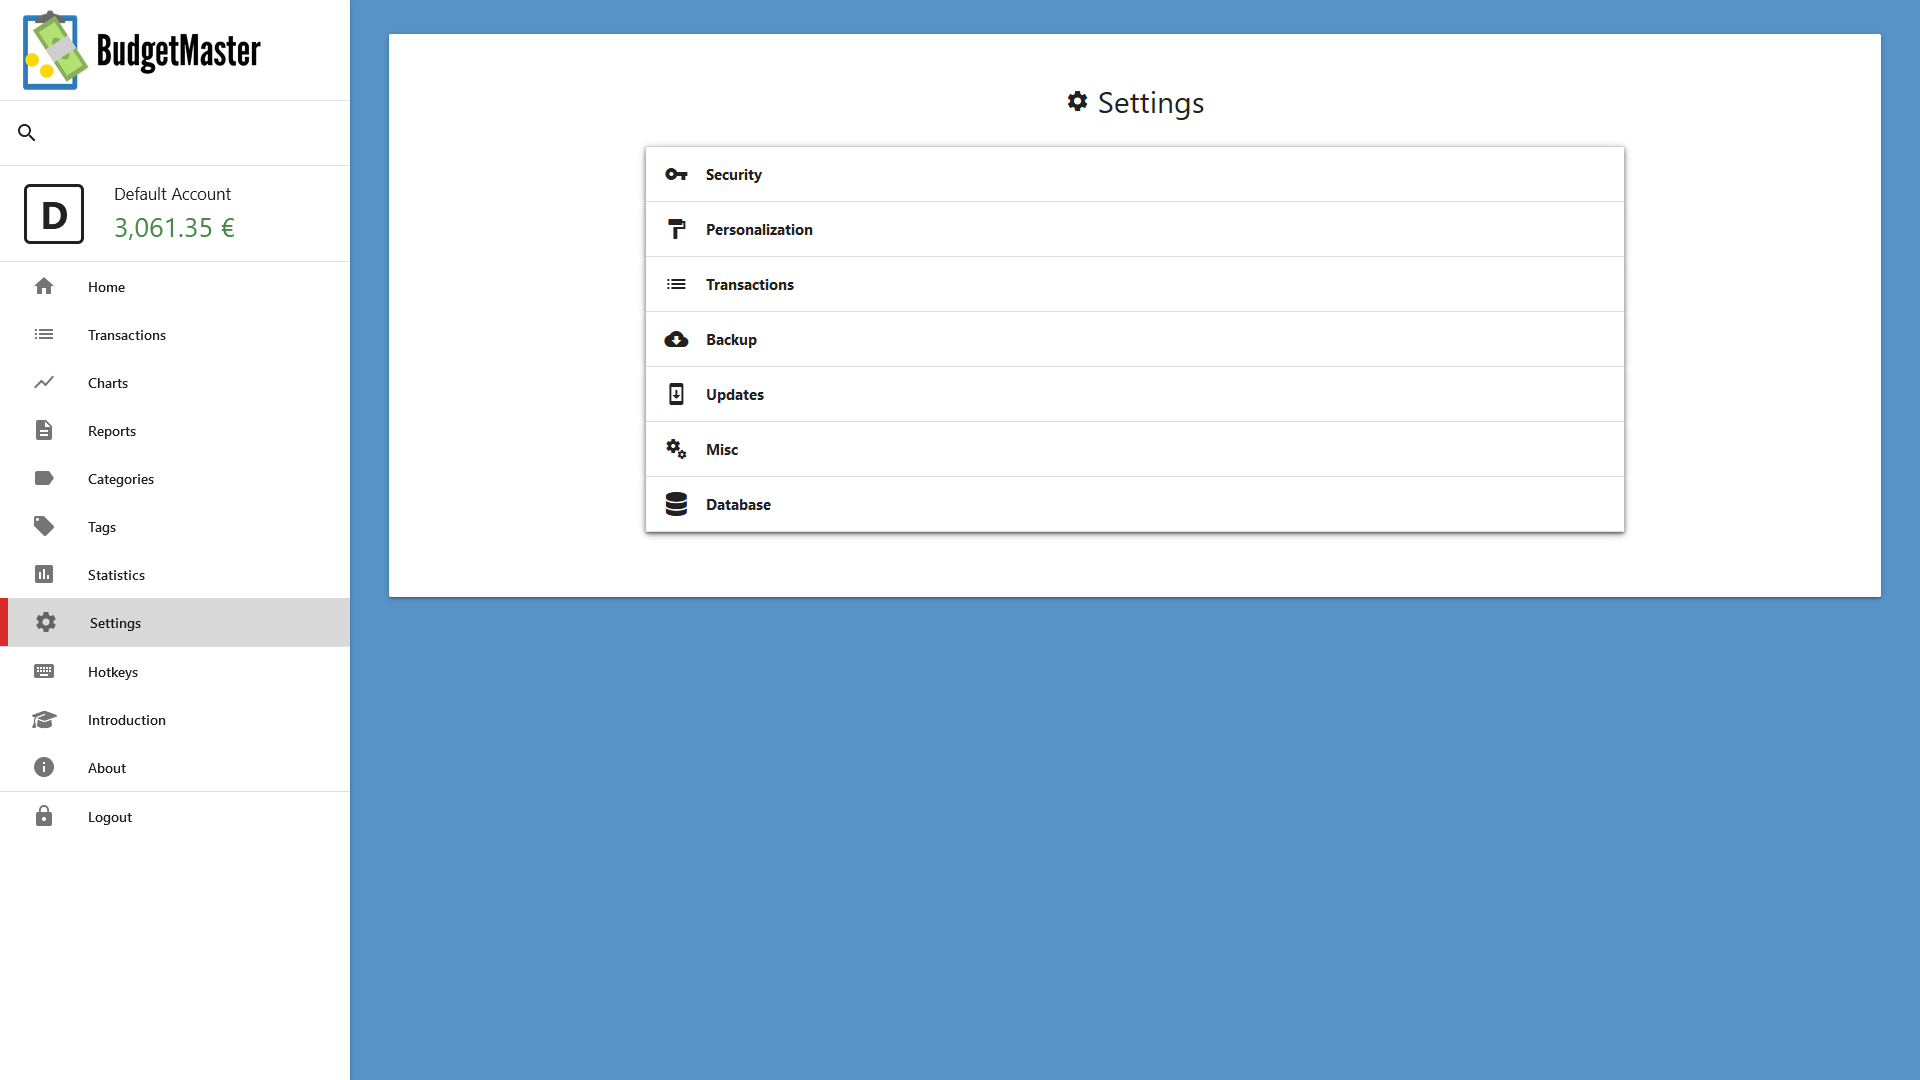 BudgetMaster
D
Default Account
3,061.35 €
Home
Transactions
Charts
Reports
Categories
Tags
Statistics
Settings
Hotkeys
Introduction
About
Logout
Settings
Security
Personalization
Transactions
Backup
Updates
Misc
Database